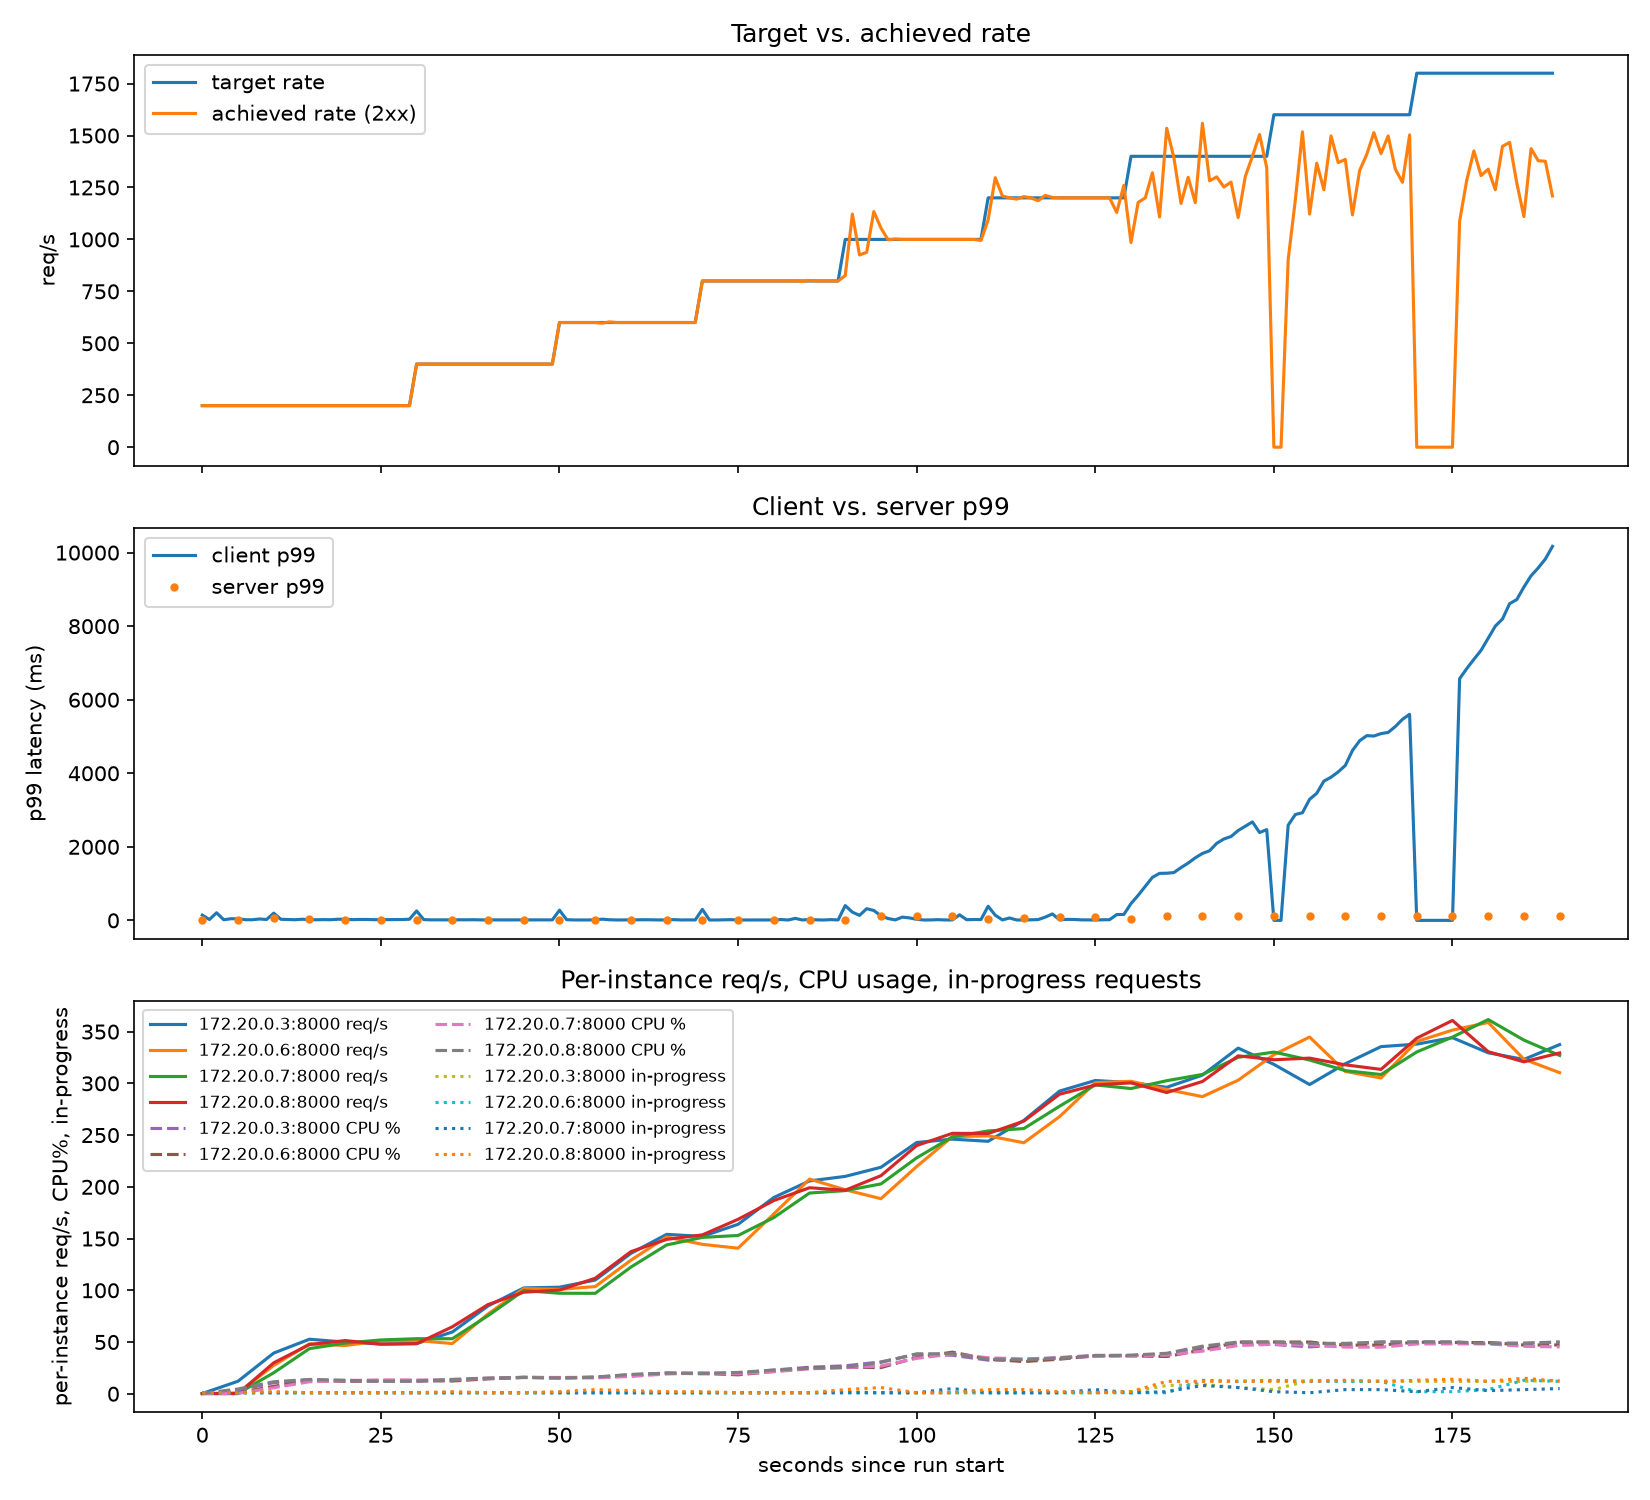 Target vs. achieved rate
target rate
achieved rate (2xx)
req/s
1750
1500
1250
1000
750
500
250
0
Client vs. server p99
client p99
server p99
p99 latency (ms)
10000
8000
6000
4000
2000
0
Per-instance req/s, CPU usage, in-progress requests
172.20.0.3:8000 req/s
172.20.0.6:8000 req/s
172.20.0.7:8000 req/s
172.20.0.8:8000 req/s
172.20.0.3:8000 CPU %
172.20.0.6:8000 CPU %
172.20.0.7:8000 CPU %
172.20.0.8:8000 CPU %
172.20.0.3:8000 in-progress
172.20.0.6:8000 in-progress
172.20.0.7:8000 in-progress
172.20.0.8:8000 in-progress
per-instance req/s, CPU%, in-progress
350
300
250
200
150
100
50
0
0 25 50 75 100 125 150 175
seconds since run start